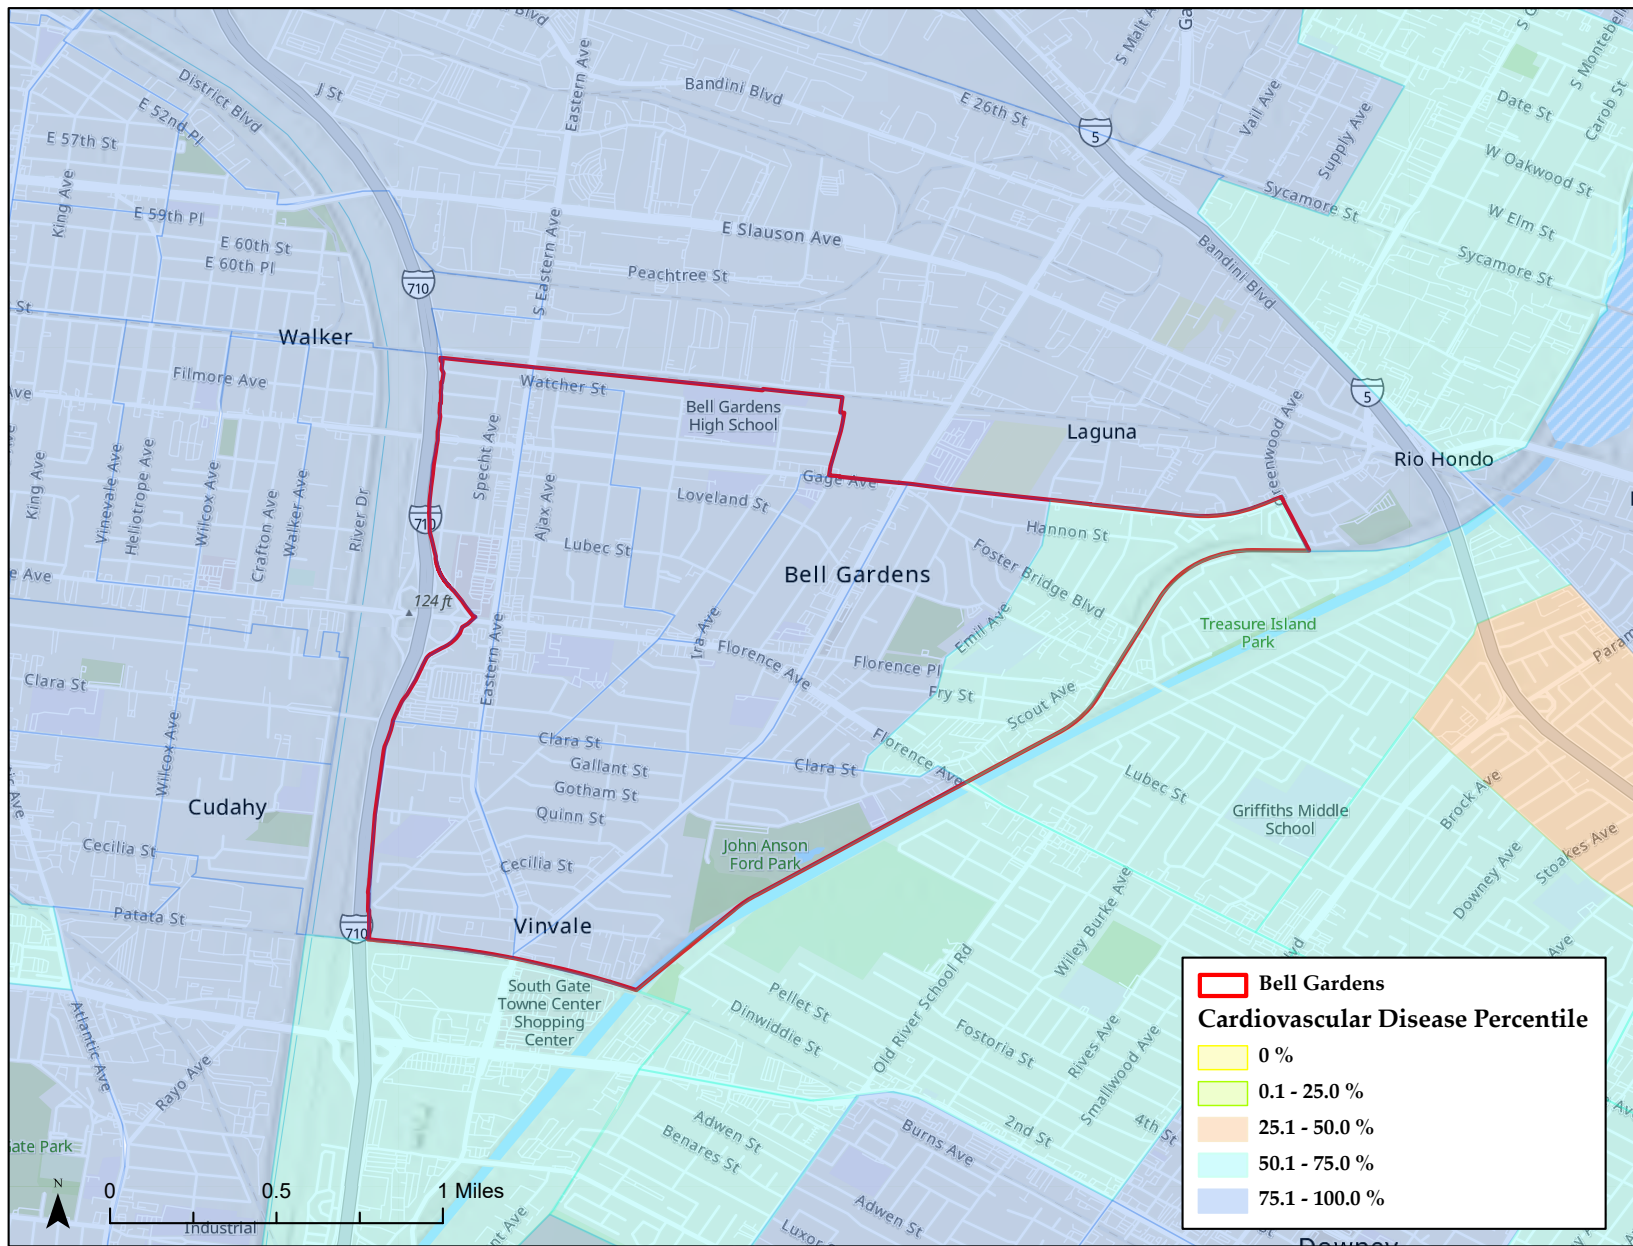 Blvd
District Blvd
J St
Eastern Ave
Bandini Blvd
E 26th St
5
Vail Ave
Supply Ave
Date St
Carob St
E 52nd Pl
E 57th St
King Ave
W Oakwood St
W Elm St
Sycamore St
Sycamore St
E 59th Pl
E 60th St
E 60th Pl
S Eastern Ave
E Slauson Ave
Peachtree St
Bandini Blvd
710
St
Walker
Filmore Ave
Watcher St
Bell Gardens
High School
Laguna
Greenwood Ave
5
Rio Hondo
Gage Ave
King Ave
Vinevale Ave
Heliotrope Ave
Wilcox Ave
Crafton Ave
Walker Ave
River Dr
710
Specht Ave
Ajax Ave
Loveland St
Lubec St
Hannon St
Foster Bridge Blvd
Bell Gardens
e Ave
124 ft
Ira Ave
Emil Ave
Treasure Island
Park
Florence Ave
Florence Pl
Fry St
Scout Ave
Eastern Ave
Clara St
Wilcox Ave
Clara St
Gallant St
Gotham St
Quinn St
Clara St
Florence Ave
Lubec St
Griffiths Middle
School
Brock Ave
Stoakes Ave
Downey Ave
Cudahy
Cecilia St
Cecilia St
John Anson
Ford Park
Patata St
710
Vinvale
Wiley Burke Ave
Old River School Rd
South Gate
Towne Center
Shopping
Center
Pellet St
Dinwiddie St
Fostoria St
Rives Ave
Smallwood Ave
Atlantic Ave
Rayo Ave
Adwen St
Benares St
2nd St
4th St
Burns Ave
Adwen St
Industrial
Bell Gardens
Cardiovascular Disease Percentile
0 %
0.1 - 25.0 %
25.1 - 50.0 %
50.1 - 75.0 %
75.1 - 100.0 %
N
0 0.5 1 Miles